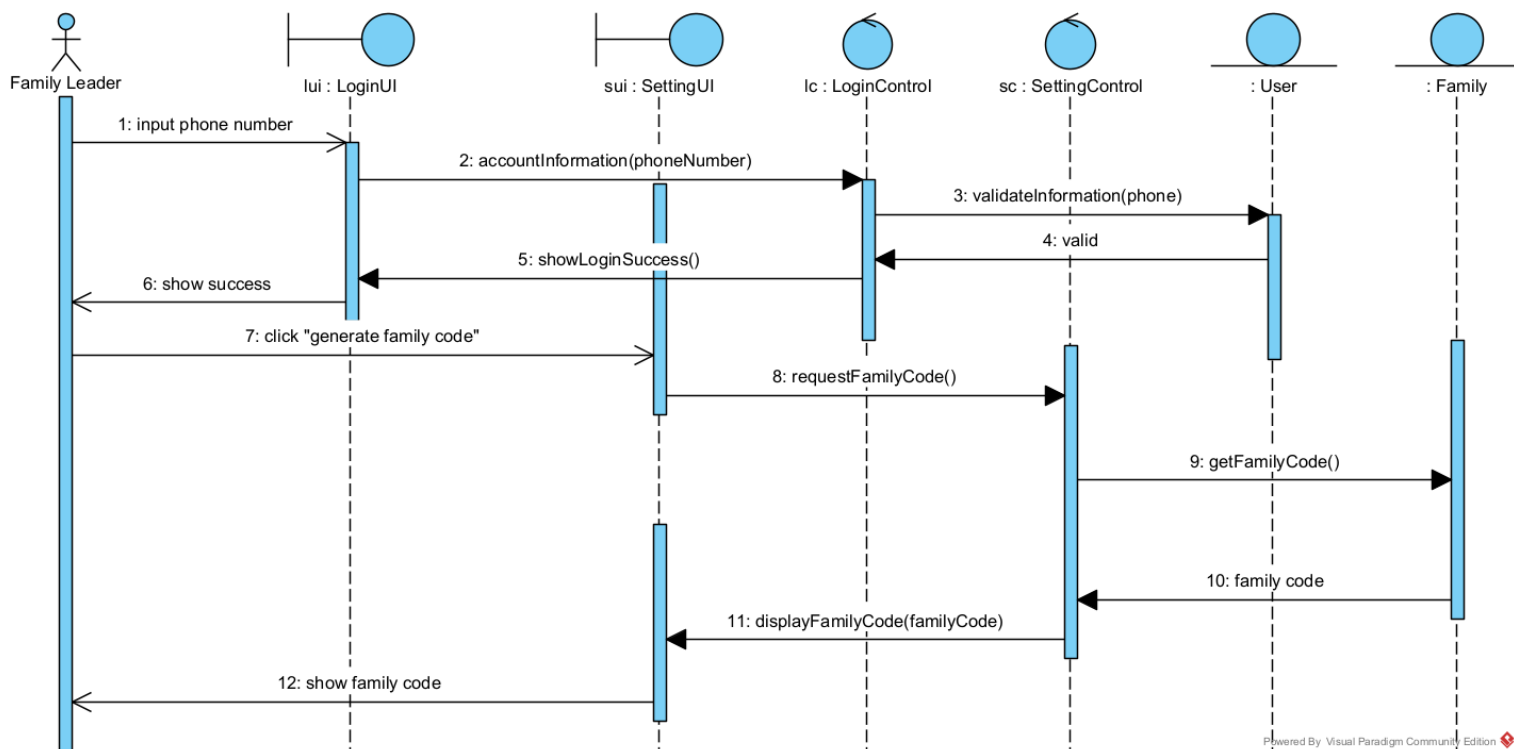 Family Leader
lui : LoginUI
sui : SettingUI
lc : LoginControl
sc : SettingControl
: User
: Family
1: input phone number
2: accountInformation(phoneNumber)
3: validateInformation(phone)
4: valid
5: showLoginSuccess()
6: show success
7: click "generate family code"
8: requestFamilyCode()
9: getFamilyCode()
10: family code
11: displayFamilyCode(familyCode)
12: show family code
Powered By Visual Paradigm Community Edition